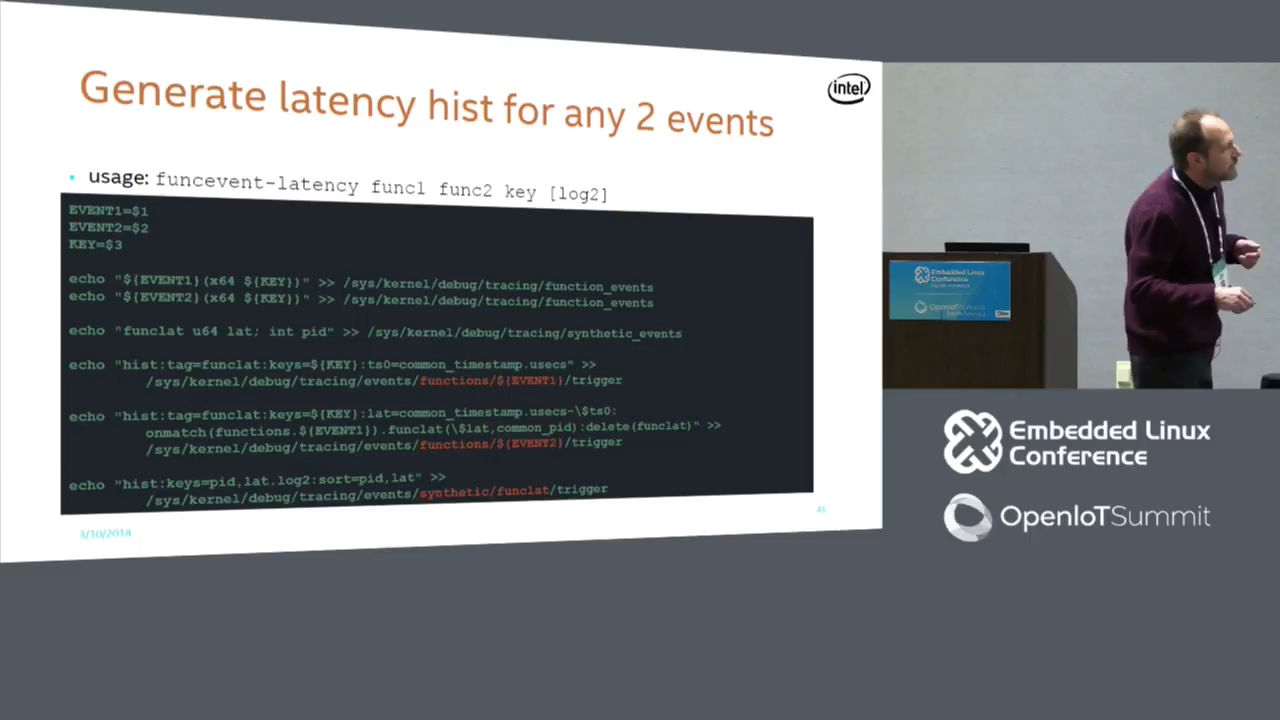 Generate latency hist for any 2 events
intel
• usage: funcevent-latency func1 func2 key [log2]
EVENT1=$1
EVENT2=$2
KEY=$3
echo "${EVENT1}(x64 ${KEY})" >> /sys/kernel/debug/tracing/function_events
echo "${EVENT2}(x64 ${KEY})" >> /sys/kernel/debug/tracing/function_events
echo "funclat u64 lat; int pid" >> /sys/kernel/debug/tracing/synthetic_events
echo "hist:tag=funclat:keys=${KEY}:ts0=common_timestamp.usecs" >>
/sys/kernel/debug/tracing/events/functions/${EVENT1}/trigger
echo "hist:tag=funclat:keys=${KEY}:lat=common_timestamp.usecs-\$ts0:
onmatch(functions.${EVENT1}).funclat(\$lat,common_pid):delete(funclat)" >>
/sys/kernel/debug/tracing/events/functions/${EVENT2}/trigger
echo "hist:keys=pid,lat.log2:sort=pid,lat" >>
/sys/kernel/debug/tracing/events/synthetic/funclat/trigger
3/10/2018
Embedded Linux
Conference
OpenIoTSummit
Embedded Linux
Conference
OpenIoTSummit